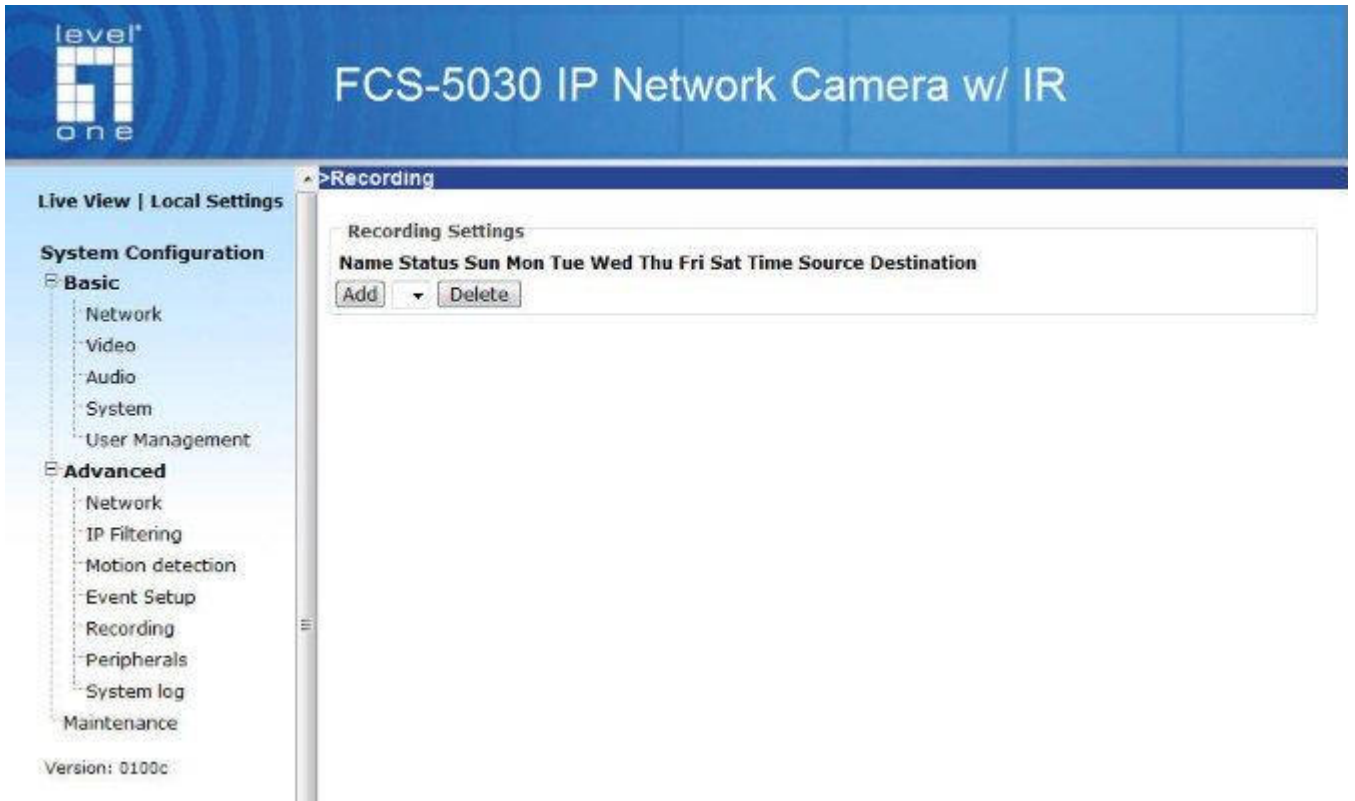 level
one
FCS-5030 IP Network Camera w/ IR
Live View | Local Settings
System Configuration
Basic
Network
Video
Audio
System
User Management
Advanced
Network
IP Filtering
Motion detection
Event Setup
Recording
Peripherals
System log
Maintenance
Version: 0100c
>Recording
Recording Settings
Name Status Sun Mon Tue Wed Thu Fri Sat Time Source Destination
Add Delete